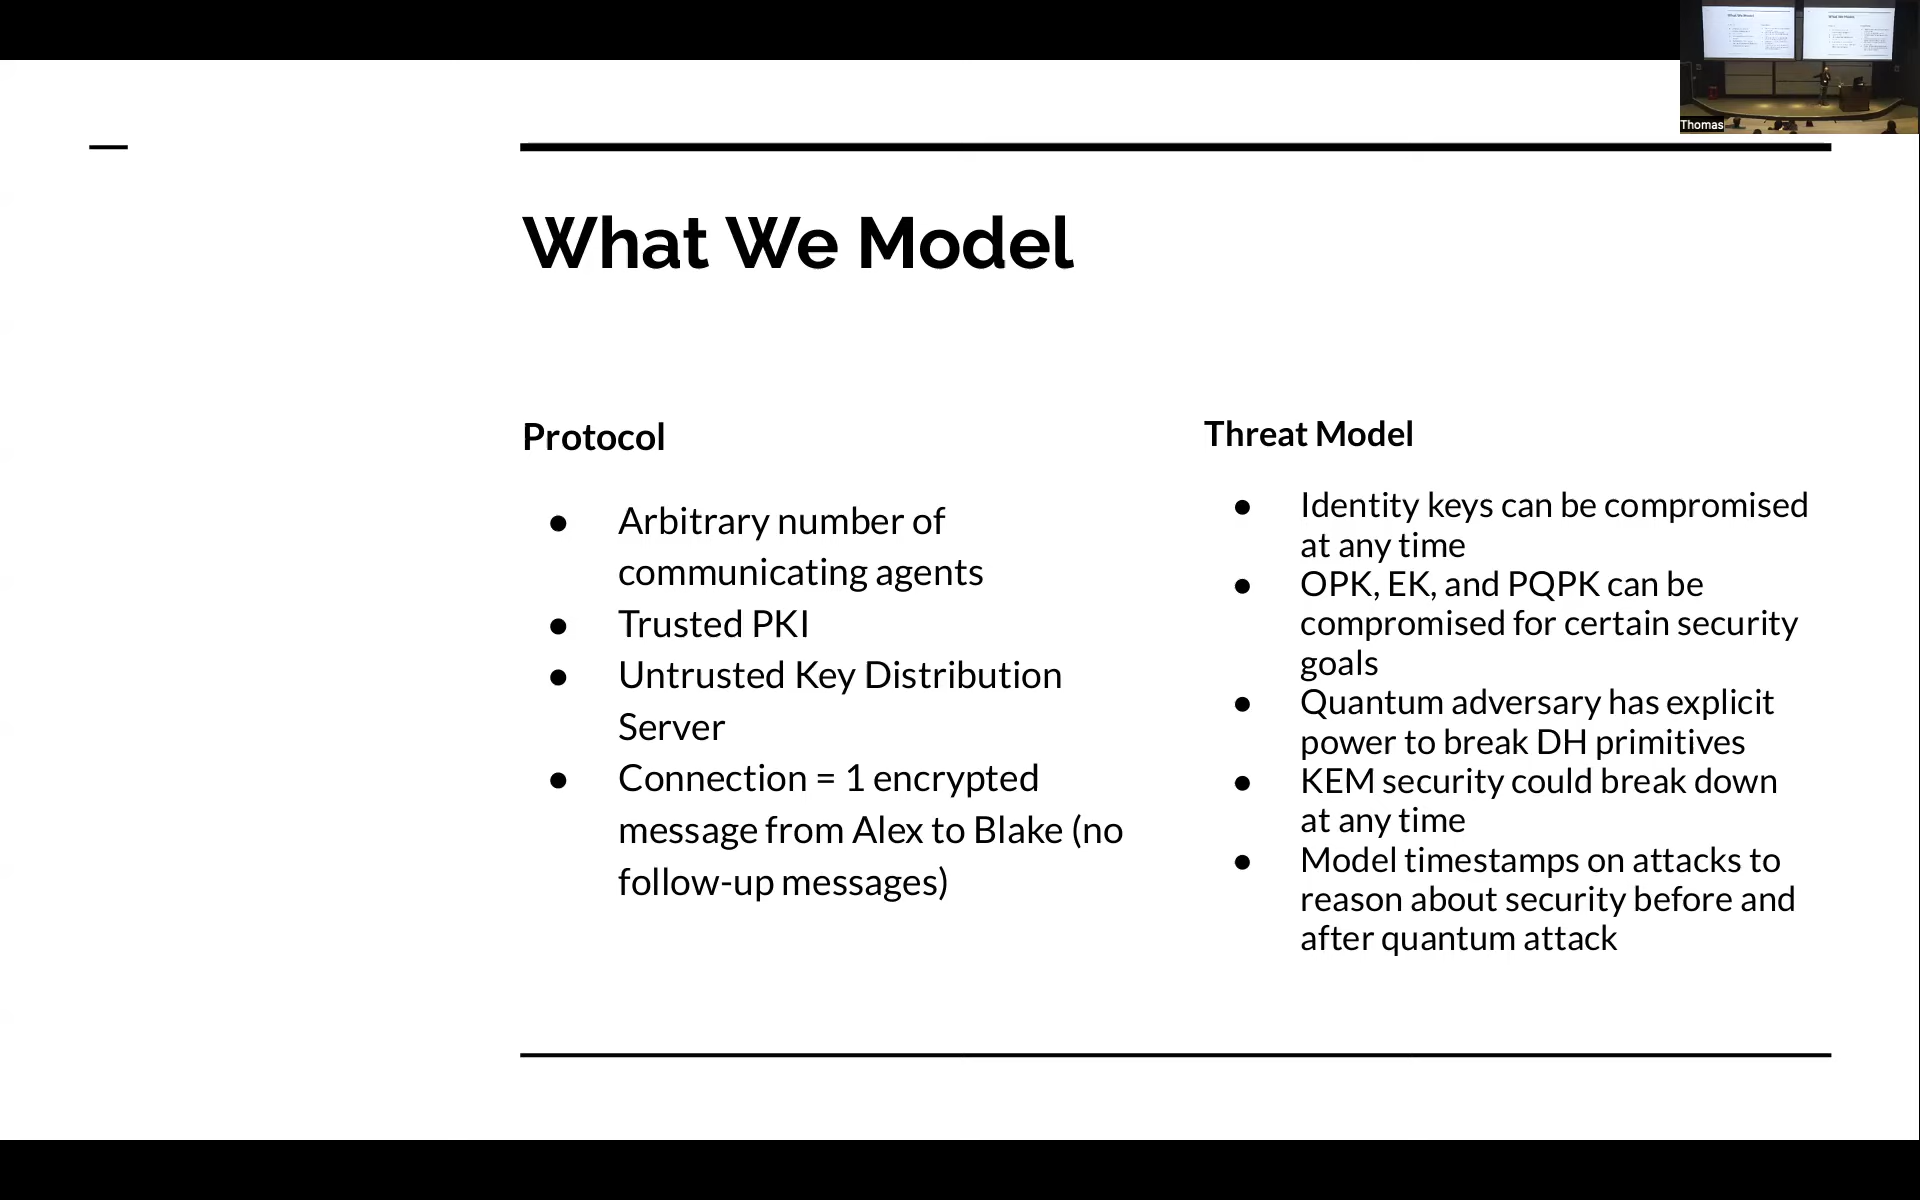 Thomas
What We Model
Protocol
● Arbitrary number of
communicating agents
● Trusted PKI
● Untrusted Key Distribution
Server
● Connection = 1 encrypted
message from Alex to Blake (no
follow-up messages)
Threat Model
● Identity keys can be compromised
at any time
● OPK, EK, and PQPK can be
compromised for certain security
goals
● Quantum adversary has explicit
power to break DH primitives
● KEM security could break down
at any time
● Model timestamps on attacks to
reason about security before and
after quantum attack